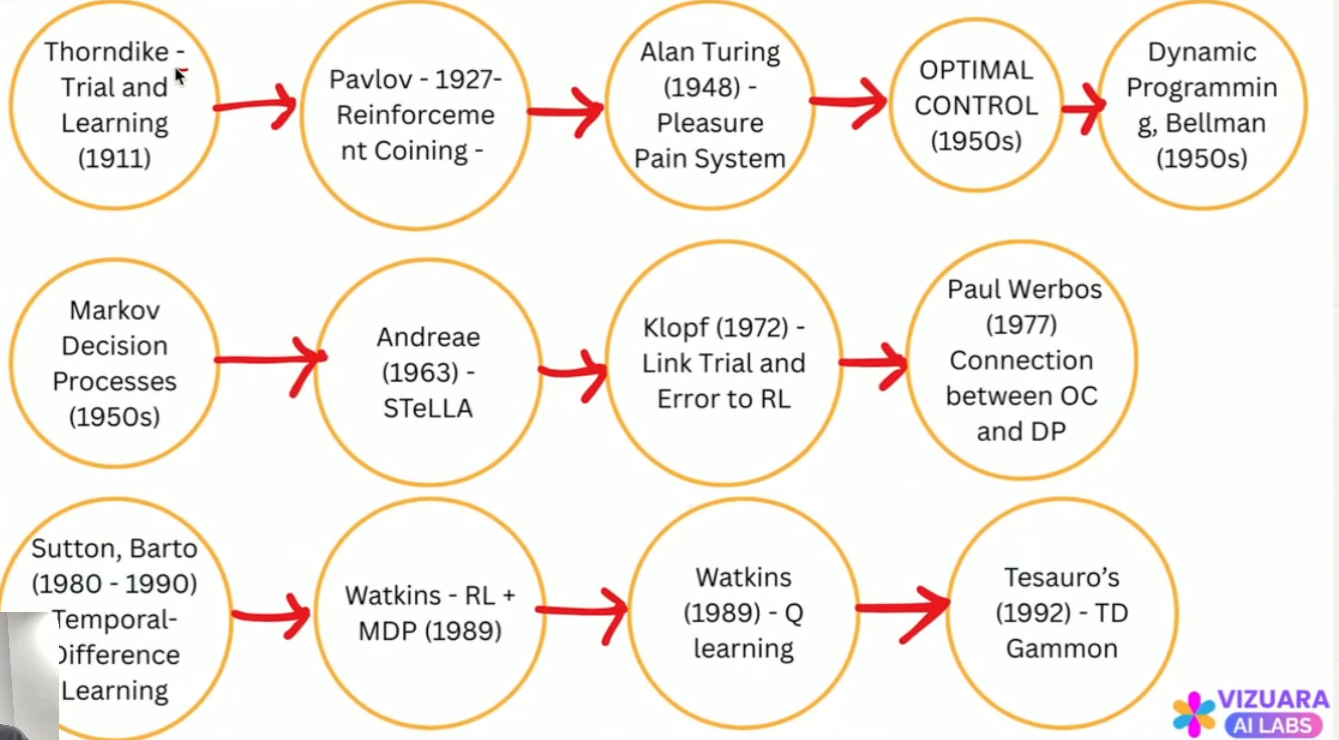 Thorndike -
Trial and
Learning
(1911)
Pavlov - 1927-
Reinforceme
nt Coining -
Alan Turing
(1948) -
Pleasure
Pain System
OPTIMAL
CONTROL
(1950s)
Dynamic
Programmin
g, Bellman
(1950s)
Markov
Decision
Processes
(1950s)
Andreae
(1963) -
STeLLA
Klopf (1972) -
Link Trial and
Error to RL
Paul Werbos
(1977)
Connection
between OC
and DP
Sutton, Barto
(1980 - 1990)
Temporal-
Difference
Learning
Watkins - RL +
MDP (1989)
Watkins
(1989) - Q
learning
Tesauro's
(1992) - TD
Gammon
VIZUARA
AI LABS